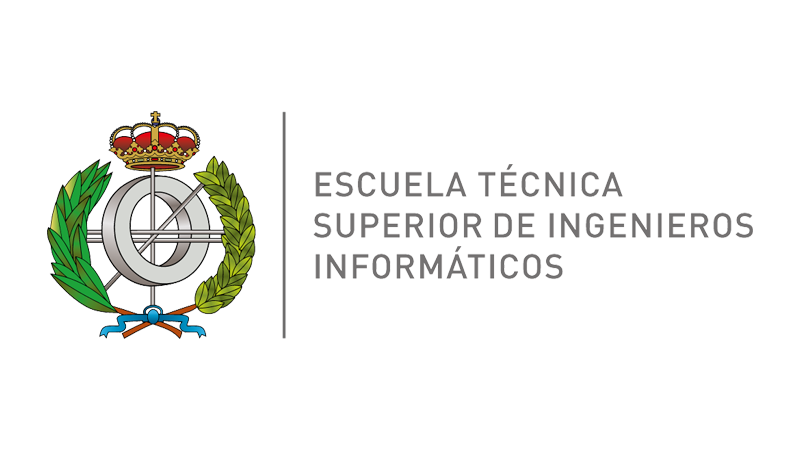 ESCUELA TÉCNICA
SUPERIOR DE INGENIEROS
INFORMÁTICOS